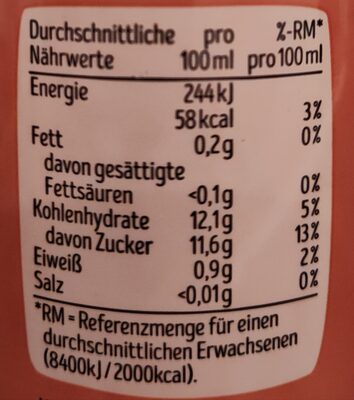 Durchschnittliche pro %-RM*
Nährwerte 100ml pro 100ml
Energie 244kJ
58kcal 3%
Fett 0,2g 0%
davon gesättigte
Fettsäuren <0,1g 0%
Kohlenhydrate 12,1g 5%
davon Zucker 11,6g 13%
Eiweiß 0,9g 2%
Salz <0,01g 0%
*RM = Referenzmenge für einen
durchschnittlichen Erwachsenen
(8400kJ/2000kcal).